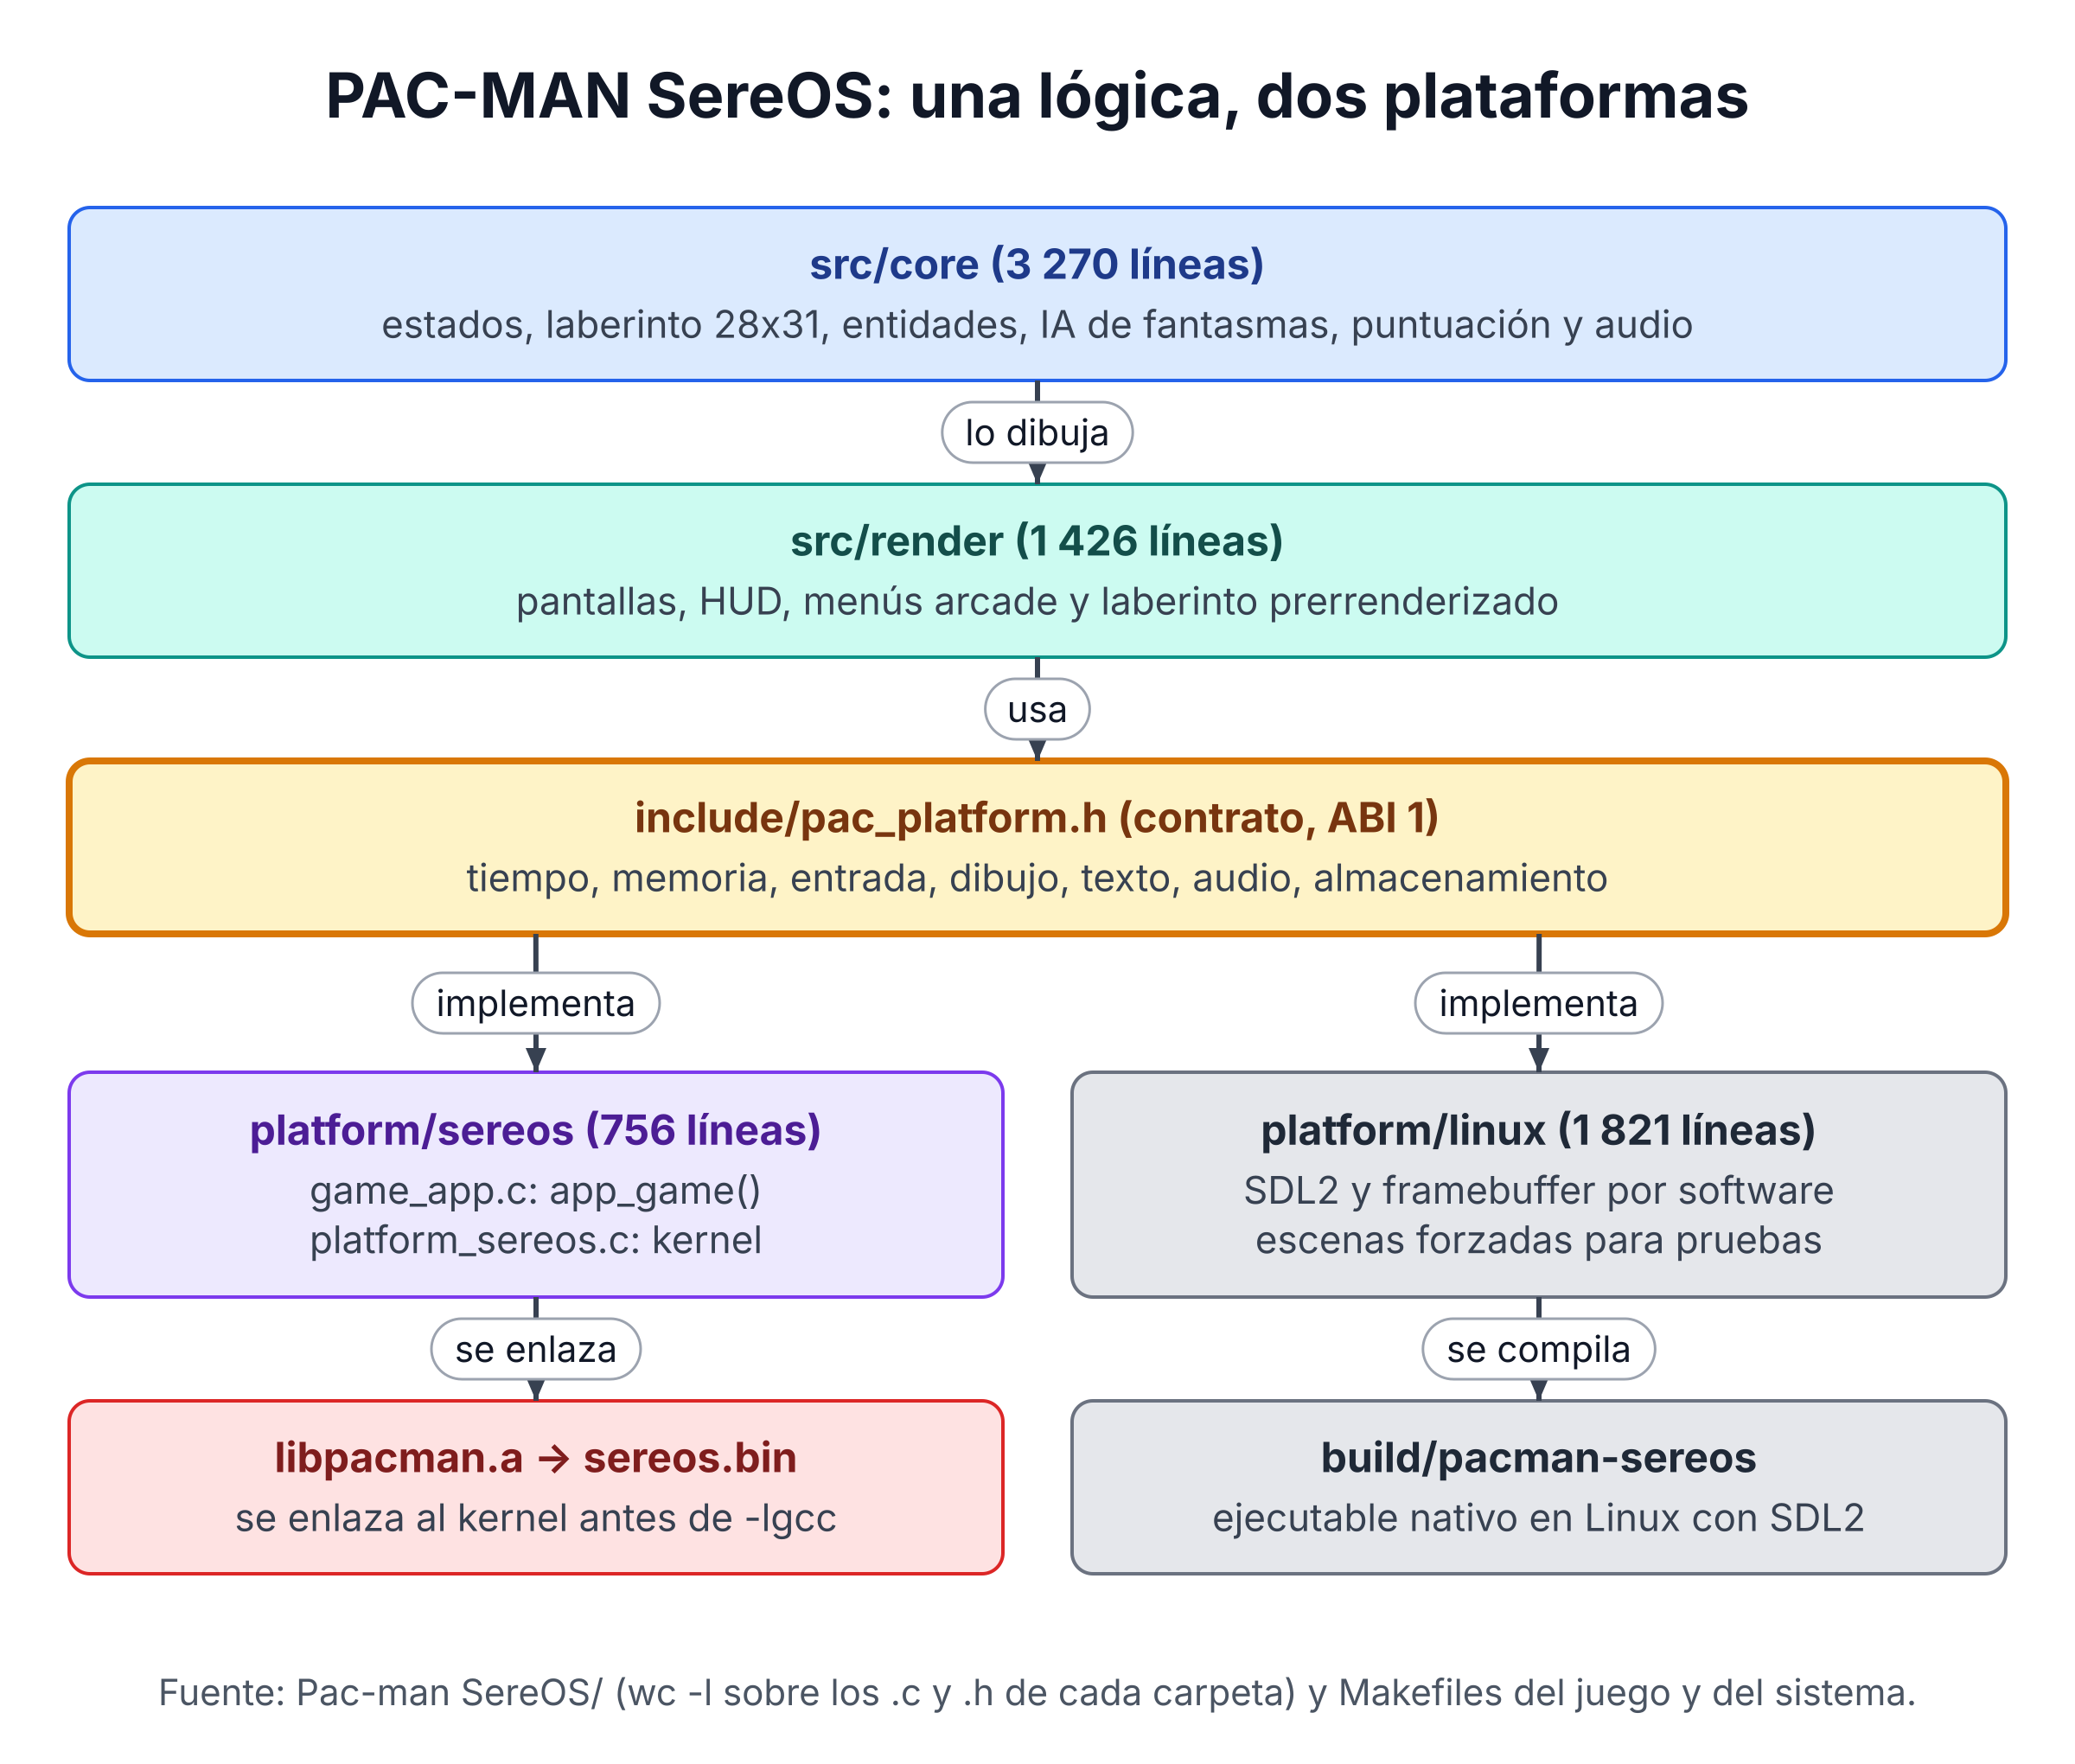 PAC-MAN SereOS: una lógica, dos plataformas
src/core (3 270 líneas)
estados, laberinto 28x31, entidades, IA de fantasmas, puntuación y audio
lo dibuja
src/render (1 426 líneas)
pantallas, HUD, menús arcade y laberinto prerrenderizado
usa
include/pac_platform.h (contrato, ABI 1)
tiempo, memoria, entrada, dibujo, texto, audio, almacenamiento
implementa
implementa
platform/sereos (756 líneas)
game_app.c: app_game()
platform_sereos.c: kernel
platform/linux (1 821 líneas)
SDL2 y framebuffer por software
escenas forzadas para pruebas
se enlaza
se compila
libpacman.a → sereos.bin
se enlaza al kernel antes de -lgcc
build/pacman-sereos
ejecutable nativo en Linux con SDL2
Fuente: Pac-man SereOS/ (wc -l sobre los .c y .h de cada carpeta) y Makefiles del juego y del sistema.